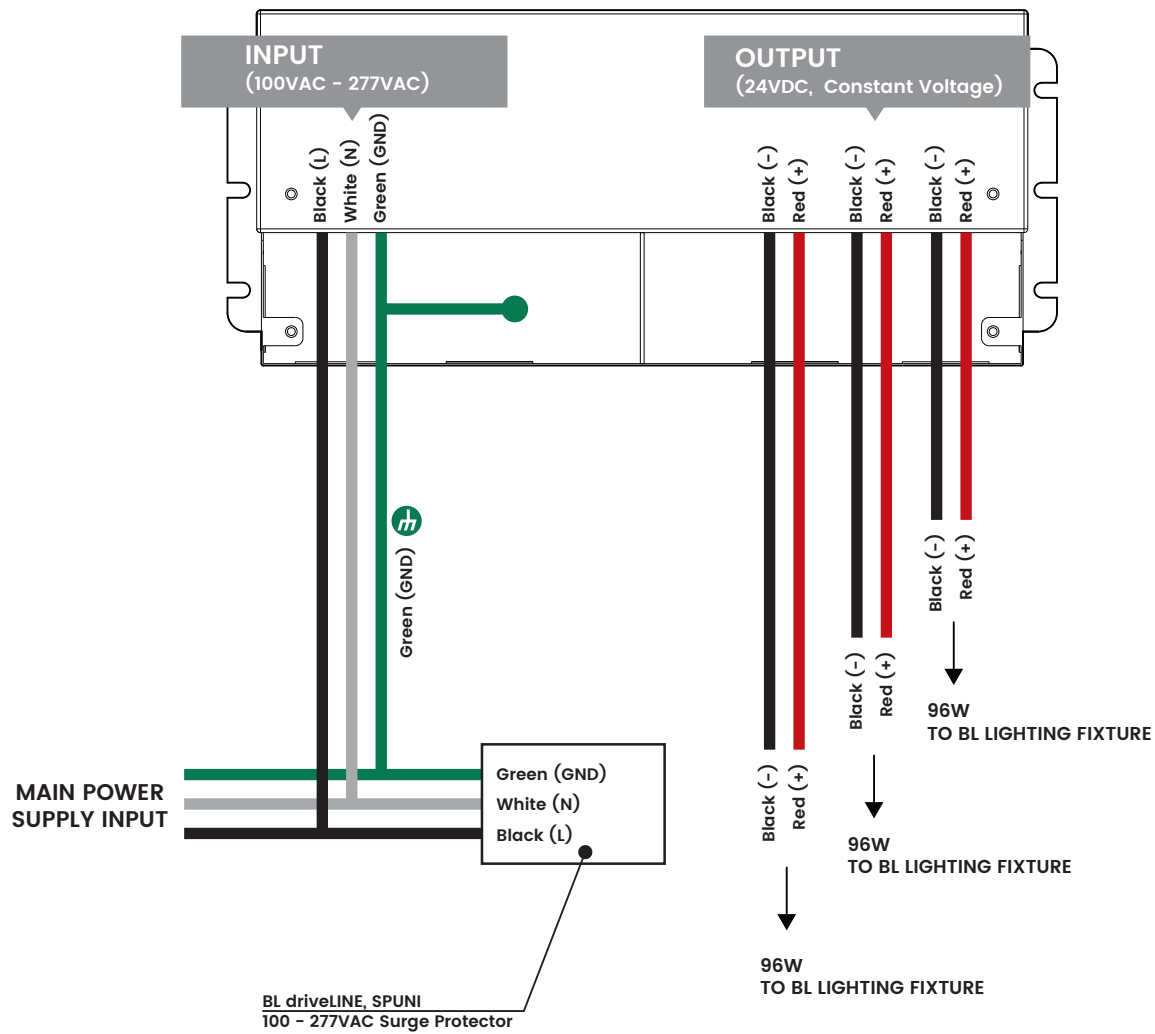 INPUT
(100VAC - 277VAC)
OUTPUT
(24VDC, Constant Voltage)
Black (L)
White (N)
Green (GND)
Black (-)
Red (+)
Black (-)
Red (+)
Black (-)
Red (+)
Green (GND)
Black (-)
Red (+)
96W
TO BL LIGHTING FIXTURE
Black (-)
Red (+)
96W
TO BL LIGHTING FIXTURE
Black (-)
Red (+)
96W
TO BL LIGHTING FIXTURE
MAIN POWER
SUPPLY INPUT
Green (GND)
White (N)
Black (L)
BL driveLINE, SPUNI
100 - 277VAC Surge Protector